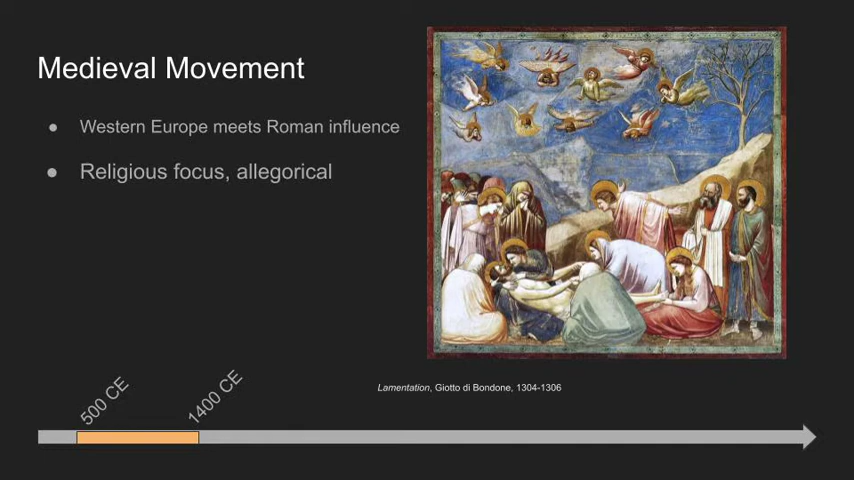 Medieval Movement
● Western Europe meets Roman influence
● Religious focus, allegorical
Lamentation, Giotto di Bondone, 1304-1306
500 CE
1400 CE